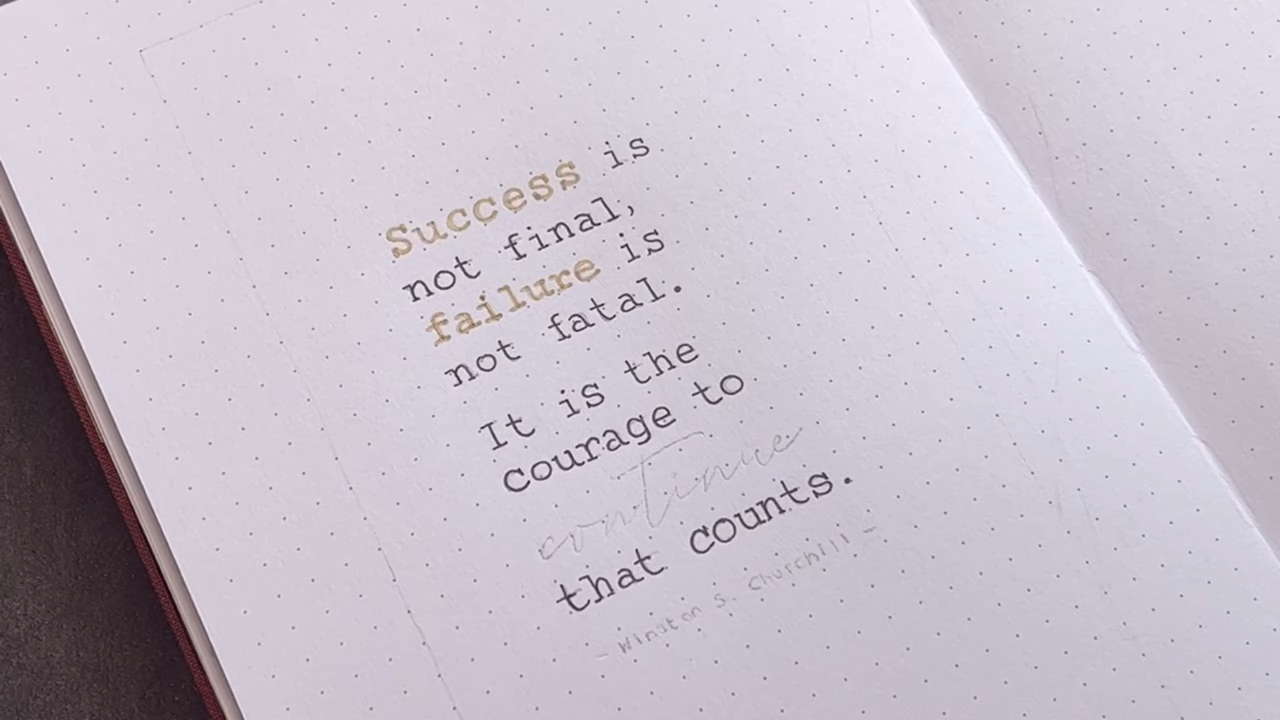 Success is
not final,
failure is
not fatal.
It is the
courage to
continue
that counts.
- Winston S. Churchill -